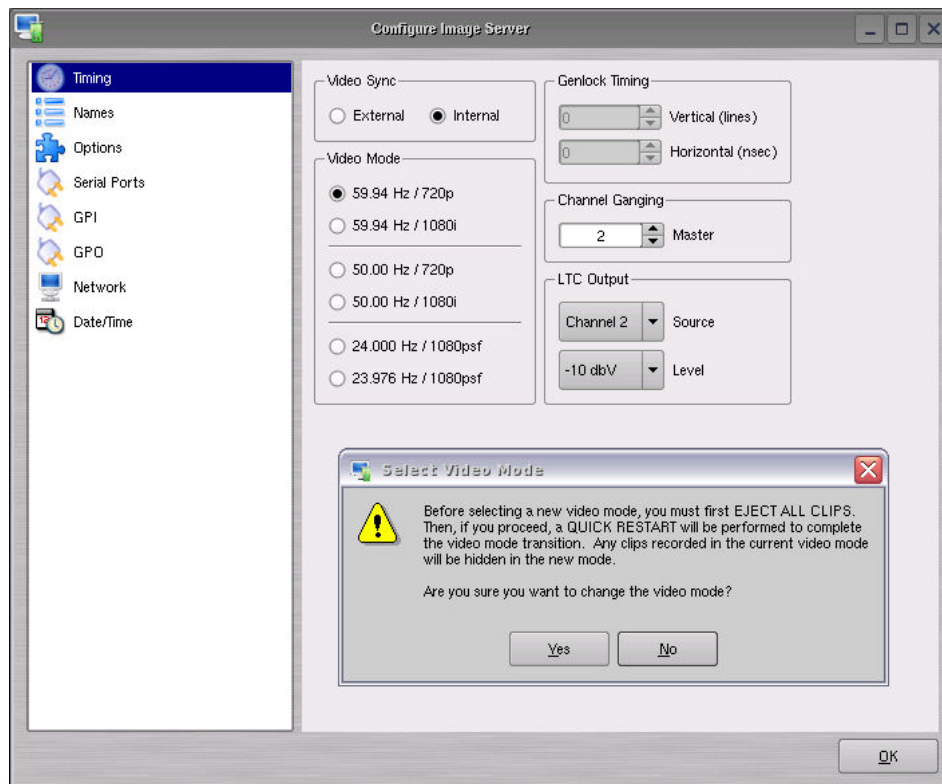 Configure Image Server
Timing
Names
Options
Serial Ports
GPI
GPO
Network
Date/Time
Video Sync
External
Internal
Video Mode
59.94 Hz / 720p
59.94 Hz / 1080i
50.00 Hz / 720p
50.00 Hz / 1080i
24.000 Hz / 1080psf
23.976 Hz / 1080psf
Genlock Timing
0
Vertical (lines)
0
Horizontal (nsec)
Channel Ganging
2
Master
LTC Output
Channel 2
Source
-10 dbV
Level
Select Video Mode
Before selecting a new video mode, you must first EJECT ALL CLIPS.
Then, if you proceed, a QUICK RESTART will be performed to complete
the video mode transition. Any clips recorded in the current video mode
will be hidden in the new mode.
Are you sure you want to change the video mode?
Yes
No
OK